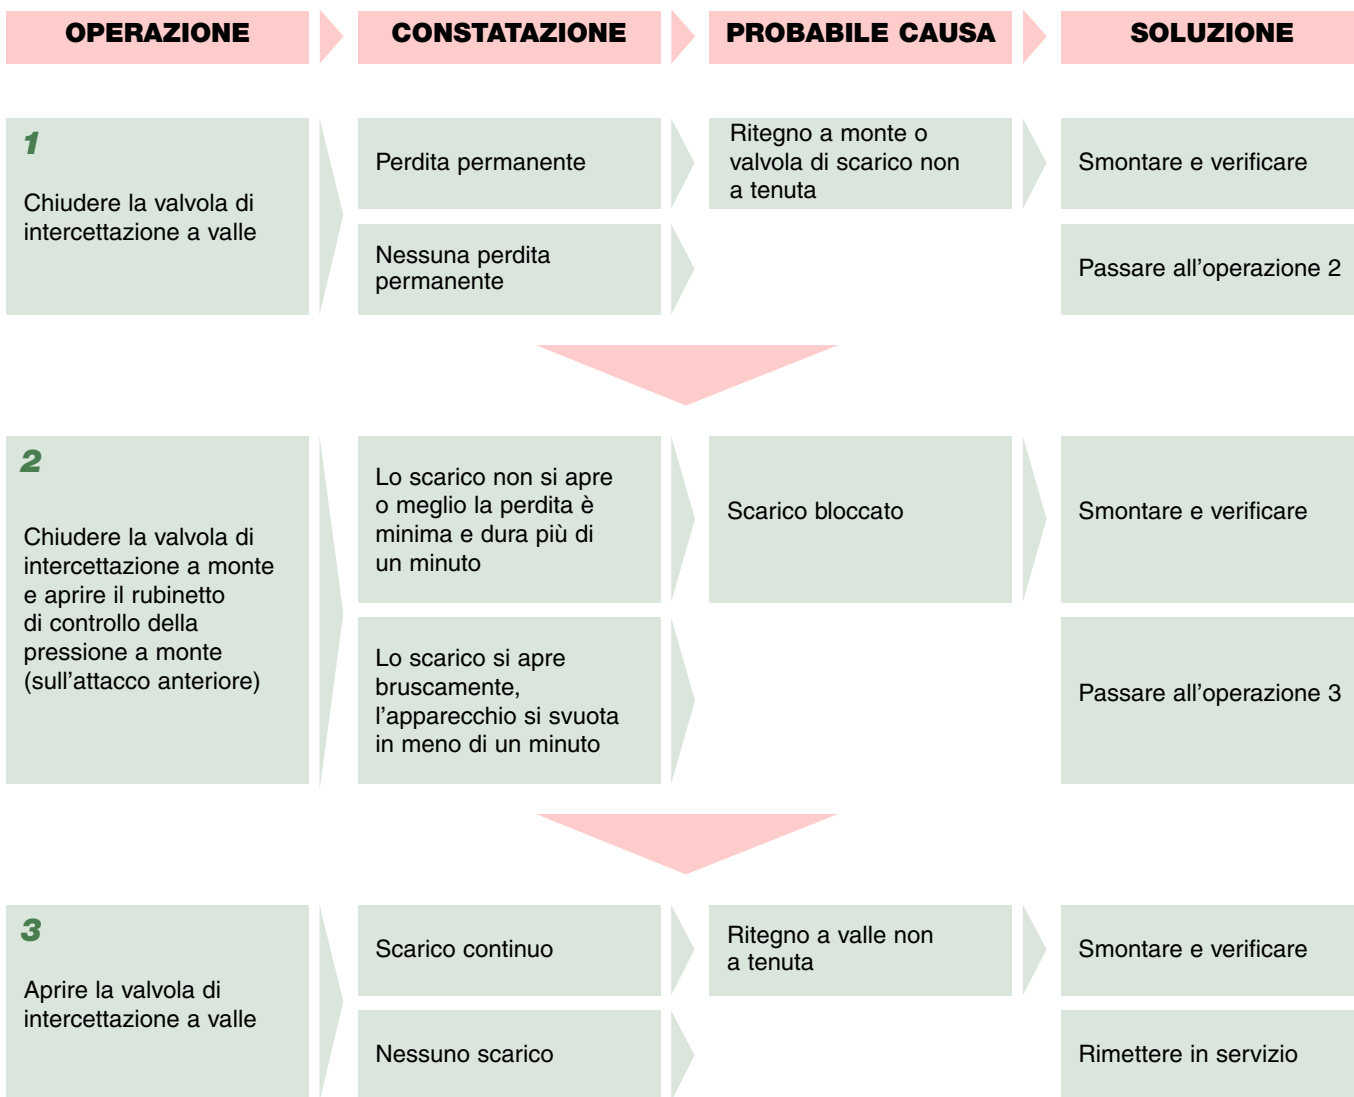 OPERAZIONE
CONSTATAZIONE
PROBABILE CAUSA
SOLUZIONE
1
Chiudere la valvola di
intercettazione a valle
Perdita permanente
Ritegno a monte o
valvola di scarico non
a tenuta
Smontare e verificare
Nessuna perdita
permanente
Passare all’operazione 2
2
Chiudere la valvola di
intercettazione a monte
e aprire il rubinetto
di controllo della
pressione a monte
(sull’attacco anteriore)
Lo scarico non si apre
o meglio la perdita è
minima e dura più di
un minuto
Scarico bloccato
Smontare e verificare
Lo scarico si apre
bruscamente,
l’apparecchio si svuota
in meno di un minuto
Passare all’operazione 3
3
Aprire la valvola di
intercettazione a valle
Scarico continuo
Ritegno a valle non
a tenuta
Smontare e verificare
Nessuno scarico
Rimettere in servizio